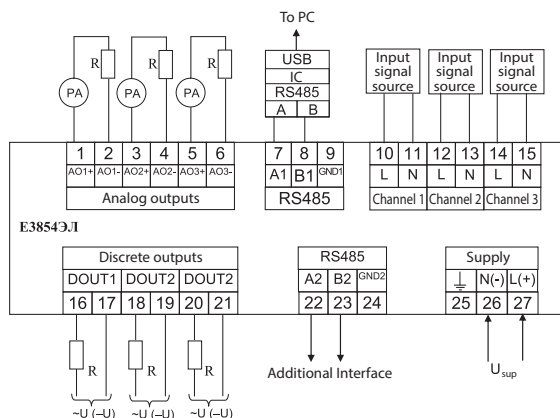 To PC
USB
IC
RS485
A B
Input signal source
Input signal source
Input signal source
R R R
PA PA PA
1 2 3 4 5 6
AO1+ AO1- AO2+ AO2- AO3+ AO3-
Analog outputs
7 8 9
A1 B1 GND1
RS485
10 11 12 13 14 15
L N L N L N
Channel 1 Channel 2 Channel 3
E3854ЭЛ
Discrete outputs
DOUT1 DOUT2 DOUT2
16 17 18 19 20 21
RS485
A2 B2 GND2
22 23 24
Supply
N(-) L(+)
25 26 27
R R R
~U (–U) ~U (–U) ~U (–U)
Additional Interface
Usup